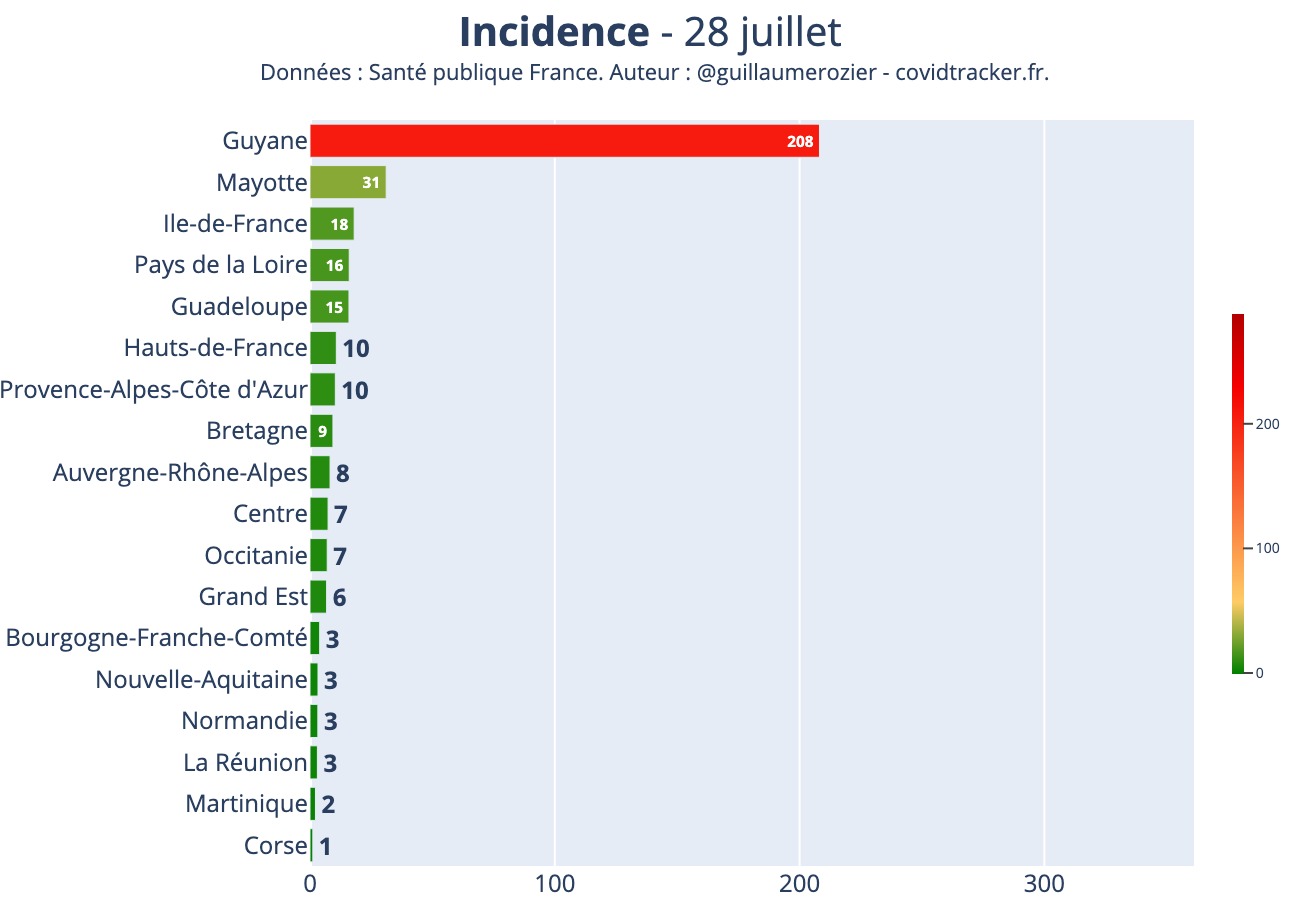 Incidence - 28 juillet
Données : Santé publique France. Auteur : @guillaumerozier - covidtracker.fr.
Guyane 208
Mayotte 31
Ile-de-France 18
Pays de la Loire 16
Guadeloupe 15
Hauts-de-France 10
Provence-Alpes-Côte d'Azur 10
Bretagne 9
Auvergne-Rhône-Alpes 8
Centre 7
Occitanie 7
Grand Est 6
Bourgogne-Franche-Comté 3
Nouvelle-Aquitaine 3
Normandie 3
La Réunion 3
Martinique 2
Corse 1
0 100 200 300
200
100
0